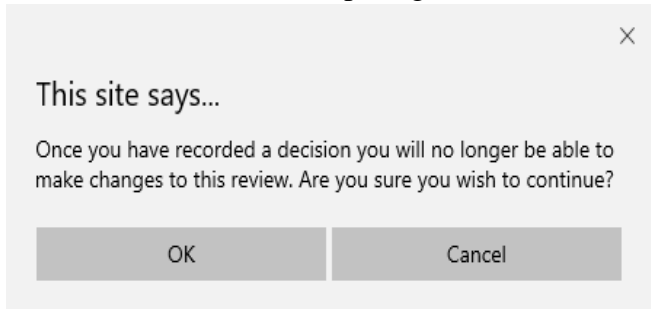 This site says...
Once you have recorded a decision you will no longer be able to
make changes to this review. Are you sure you wish to continue?
OK
Cancel